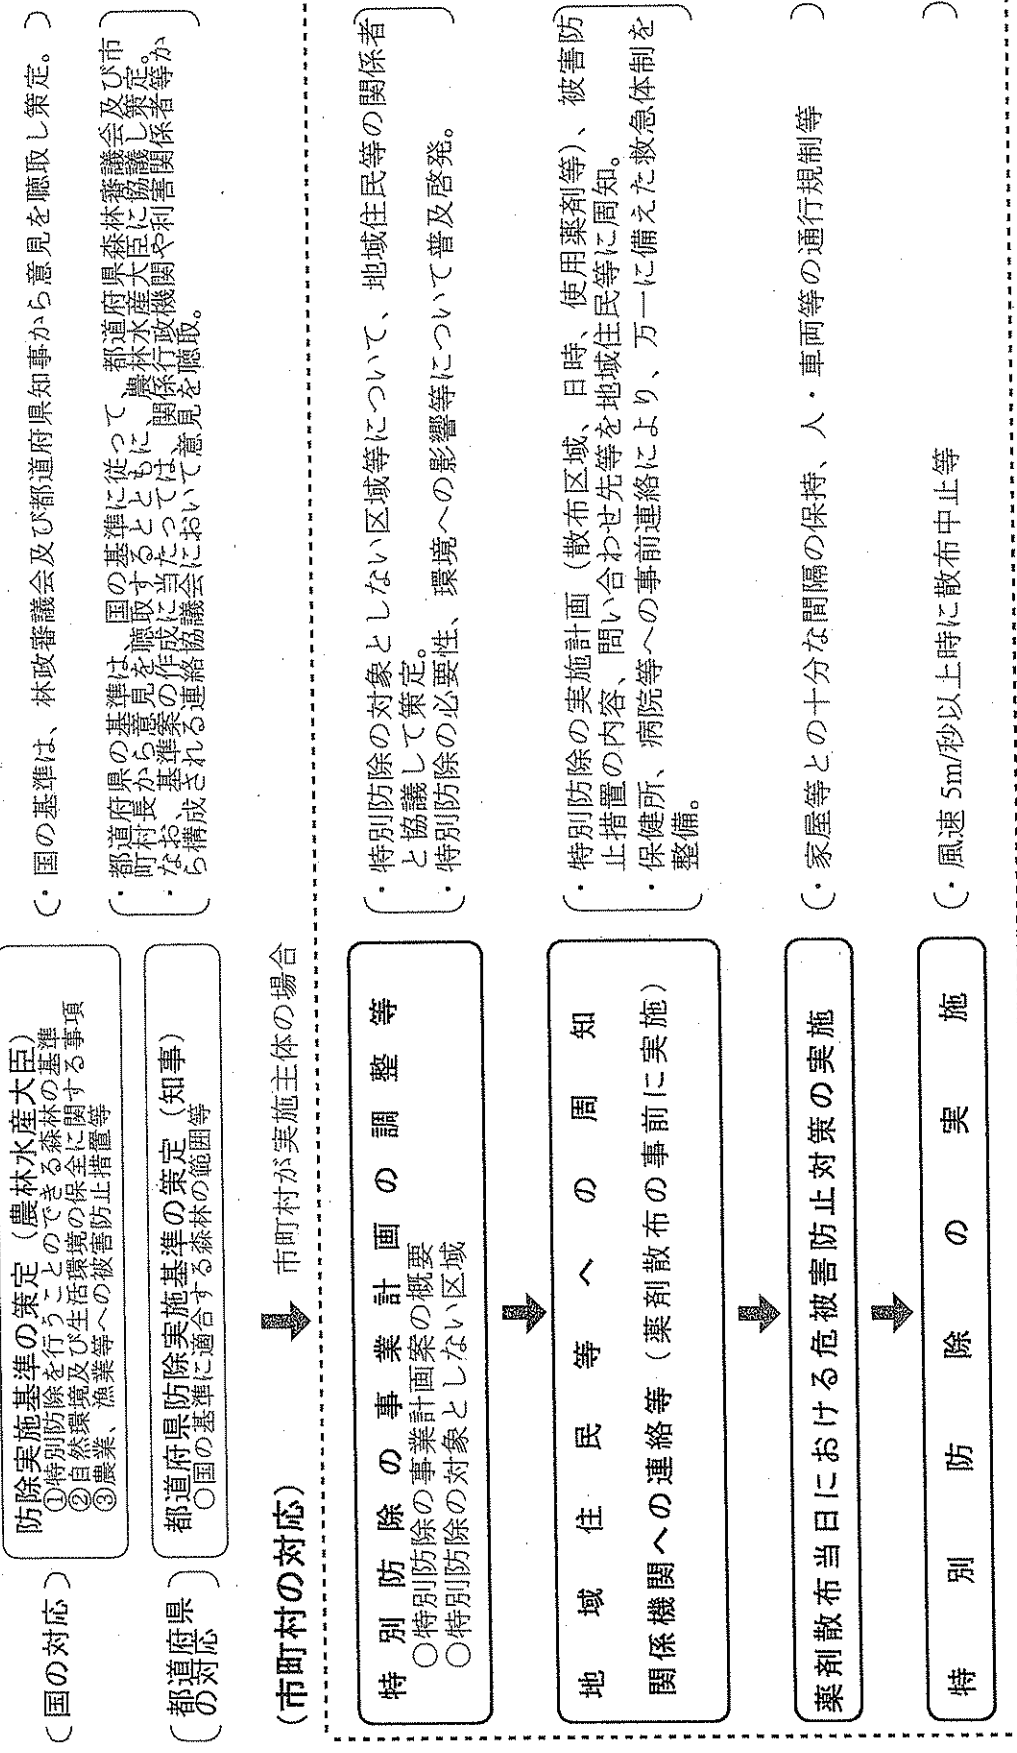 （国の対応）
防除実施基準の策定（農林水産大臣）
①特別防除を行うことのできる森林の基準
②自然環境及び生活環境の保全に関する事項
③農業、漁業等への被害防止措置等
・国の基準は、林政審議会及び都道府県知事から意見を聴取し策定。
都道府県
の対応
都道府県防除実施基準の策定（知事）
○国の基準に適合する森林の範囲等
・都道府県の基準は、国の基準に従って、都道府県森林審議会及び市
町村長から意見を聴取するとともに、農林水産大臣に協議し策定。
・なお、基準案の作成に当たっては、関係行政機関や利害関係者等か
ら構成される連絡協議会において意見を聴取。
（市町村の対応）
市町村が実施主体の場合
特別防除の事業計画の調整等
○特別防除の事業計画案の概要
○特別防除の対象としない区域
・特別防除の対象としない区域等について、地域住民等の関係者
と協議して策定。
・特別防除の必要性、環境への影響等について普及啓発。
地域住民等への周知
関係機関への連絡等（薬剤散布の事前に実施）
・特別防除の実施計画（散布区域、日時、使用薬剤等）、被害防
止措置の内容、問い合わせ先等を地域住民等に周知。
・保健所、病院等への事前連絡により、万一に備えた救急体制を
整備。
薬剤散布当日における危被害防止対策の実施
・家屋等との十分な間隔の保持、人・車両等の通行規制等
特別防除の実施
・風速 5m/秒以上時に散布中止等